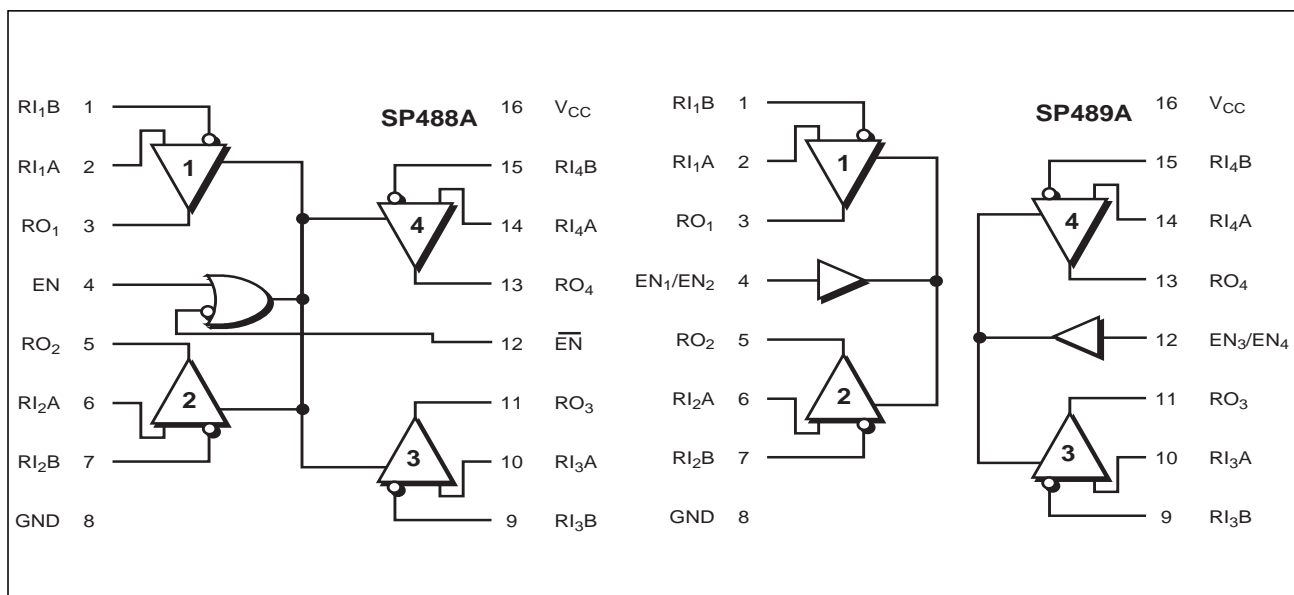 SP488A
RI₁B 1
RI₁A 2
RO₁ 3
EN 4
RO₂ 5
RI₂A 6
RI₂B 7
GND 8
16 V_CC
15 RI₄B
14 RI₄A
13 RO₄
12 E̅N̅
11 RO₃
10 RI₃A
9 RI₃B
1
2
3
4
SP489A
RI₁B 1
RI₁A 2
RO₁ 3
EN₁/EN₂ 4
RO₂ 5
RI₂A 6
RI₂B 7
GND 8
16 V_CC
15 RI₄B
14 RI₄A
13 RO₄
12 EN₃/EN₄
11 RO₃
10 RI₃A
9 RI₃B
1
2
3
4